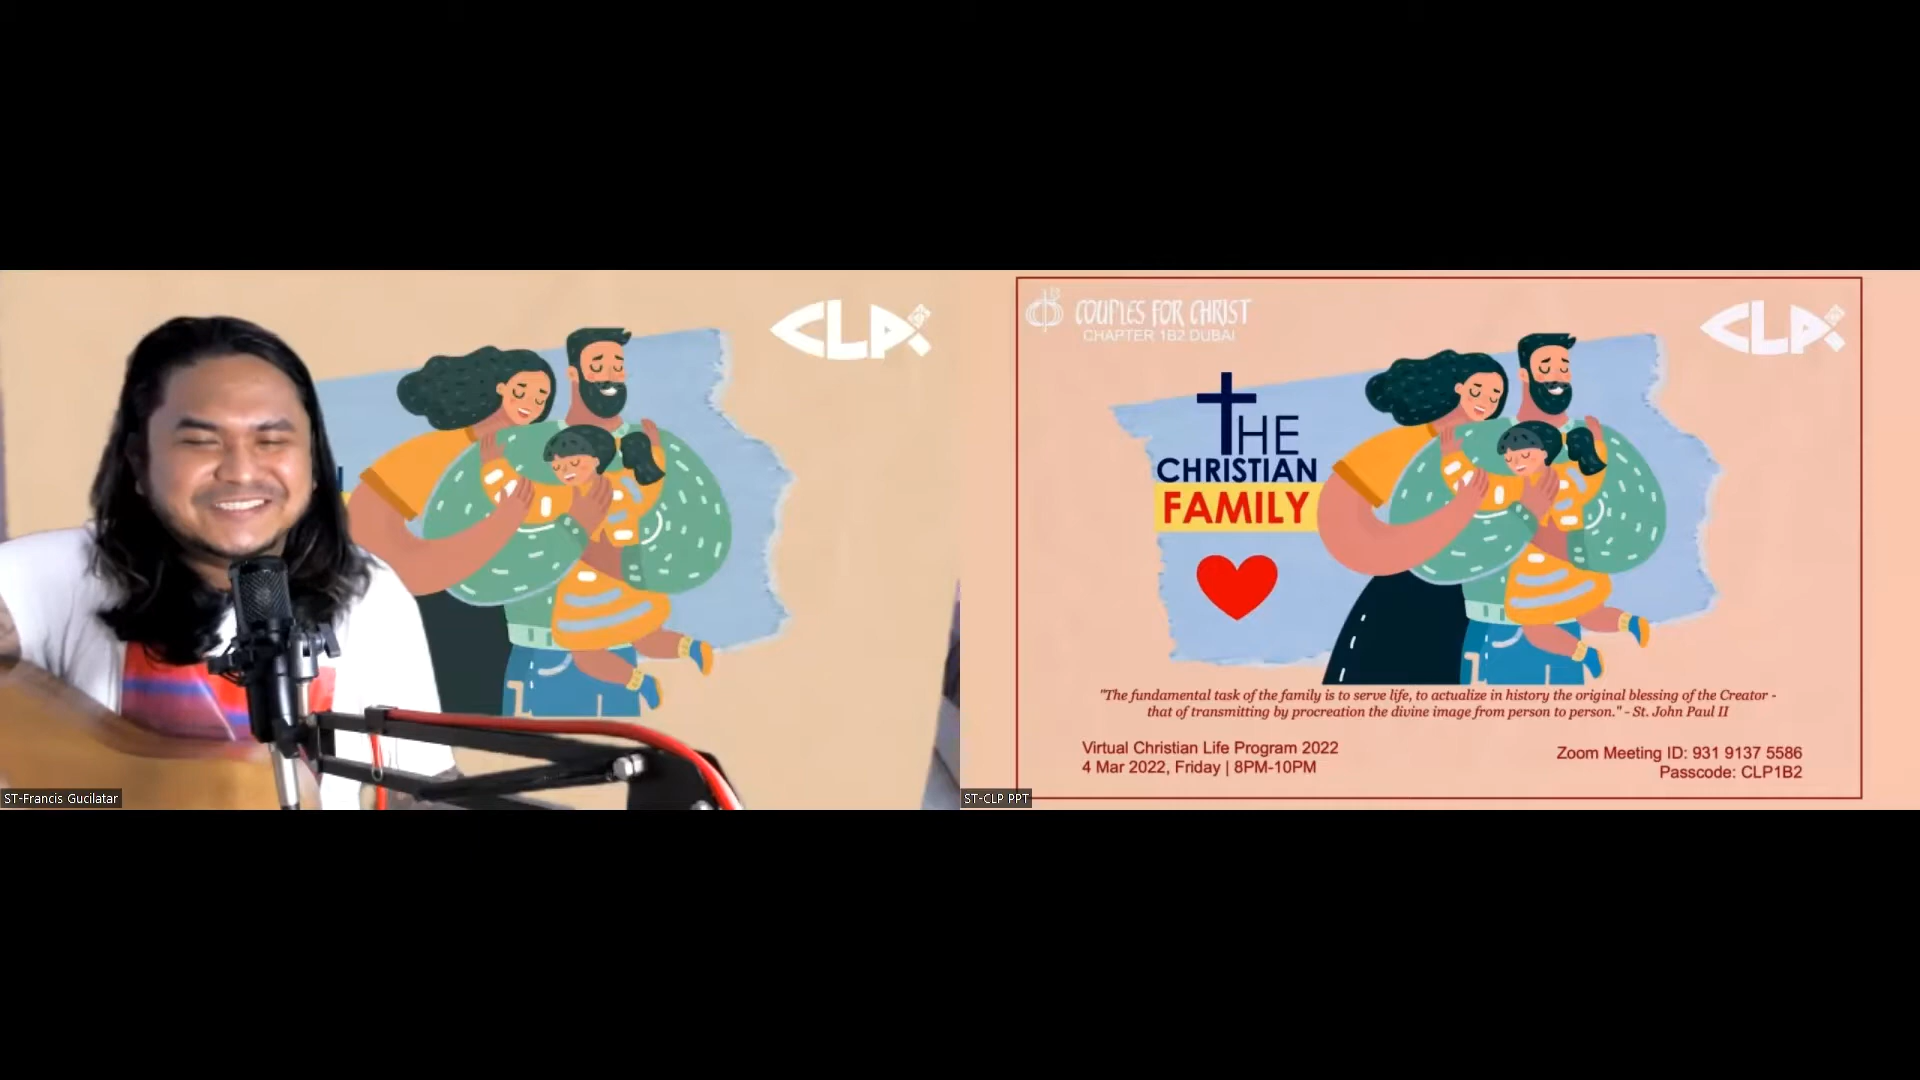 CLP
ST-Francis Gucilatar
COUPLES FOR CHRIST
CHAPTER 1B2 DUBAI
CLP
THE
CHRISTIAN
FAMILY
"The fundamental task of the family is to serve life, to actualize in history the original blessing of the Creator -
that of transmitting by procreation the divine image from person to person." - St. John Paul II
Virtual Christian Life Program 2022
4 Mar 2022, Friday | 8PM-10PM
Zoom Meeting ID: 931 9137 5586
Passcode: CLP1B2
ST-CLP PPT